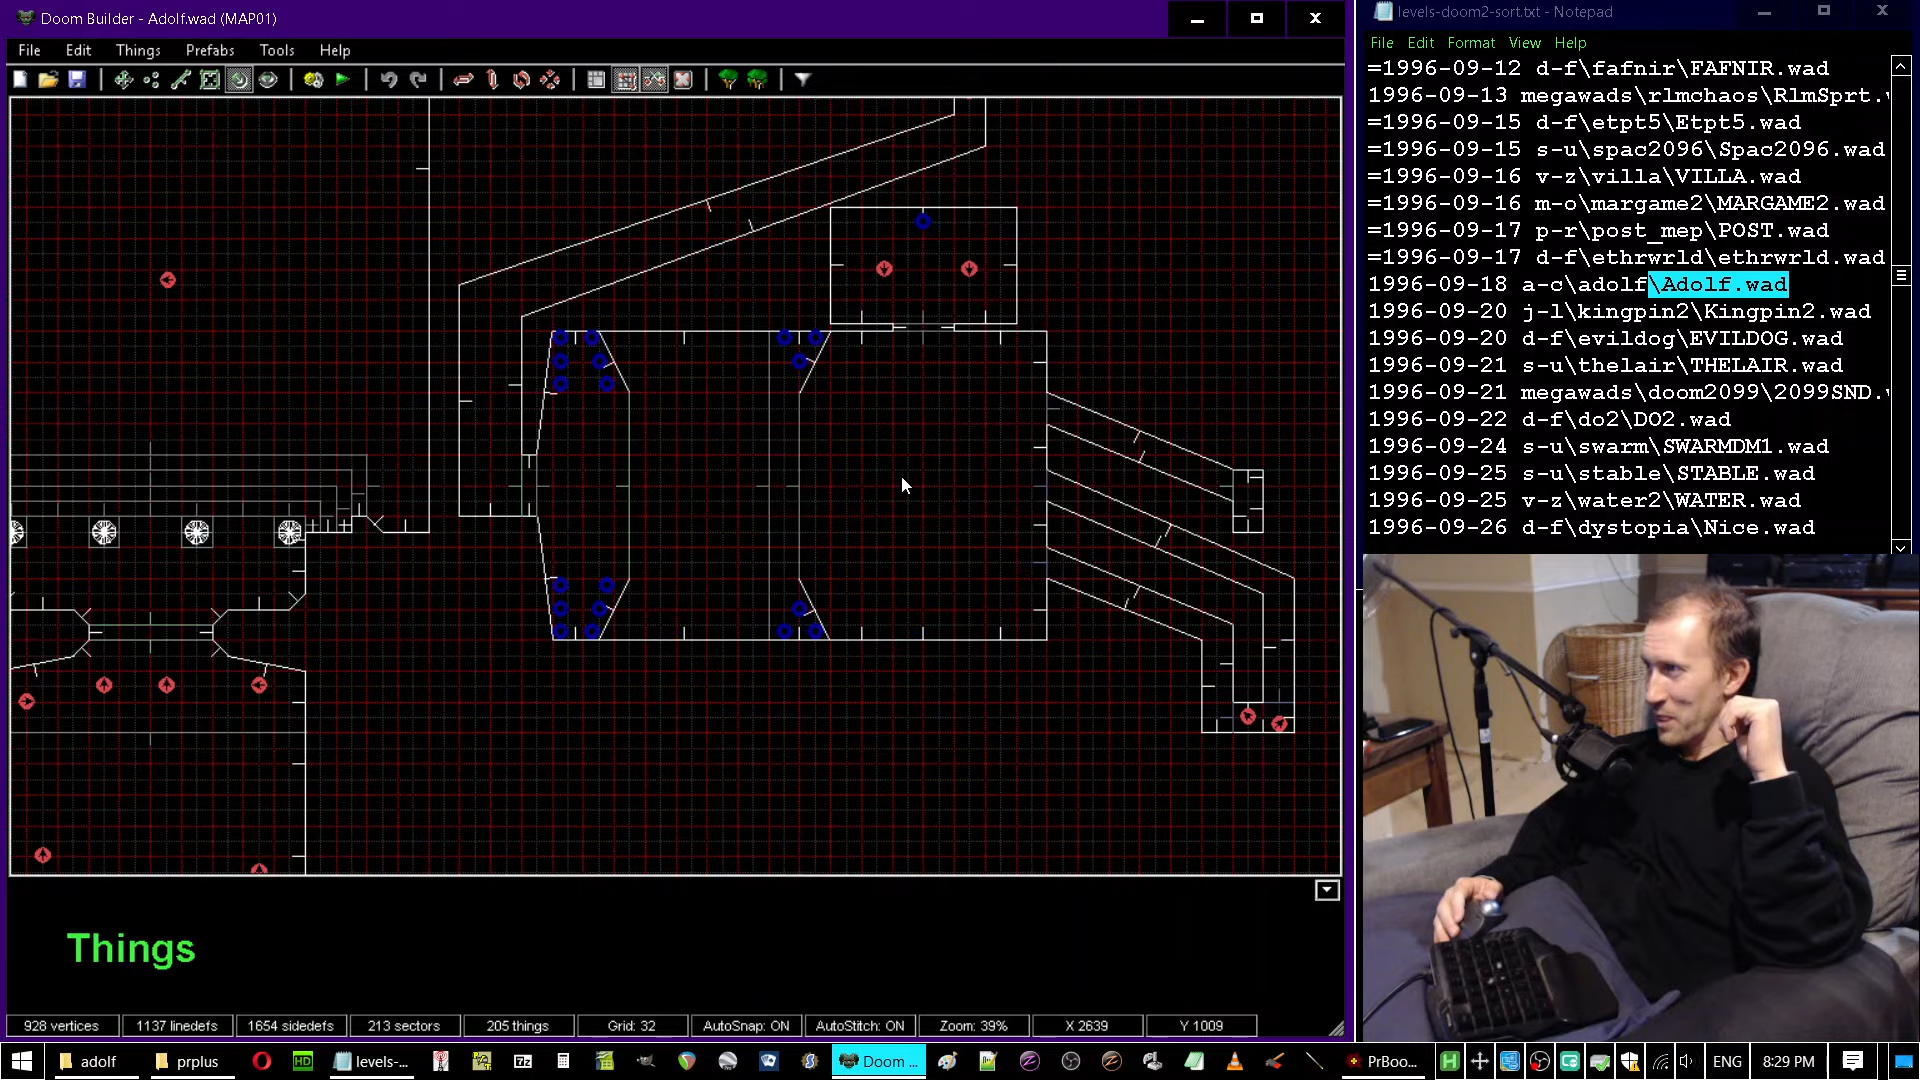 Doom Builder - Adolf.wad (MAP01)
File Edit Things Prefabs Tools Help
Things
928 vertices 1137 linedefs 1654 sidedefs 213 sectors 205 things Grid: 32 AutoSnap: ON AutoStitch: ON Zoom: 39% X 2639 Y 1009
levels-doom2-sort.txt - Notepad
File Edit Format View Help
=1996-09-12 d-f\fafnir\FAFNIR.wad
1996-09-13 megawads\rlmchaos\RlmSprt.
=1996-09-15 d-f\etpt5\Etpt5.wad
=1996-09-15 s-u\spac2096\Spac2096.wad
=1996-09-16 v-z\villa\VILLA.wad
=1996-09-16 m-o\margame2\MARGAME2.wad
=1996-09-17 p-r\post_mep\POST.wad
=1996-09-17 d-f\ethrwrld\ethrwrld.wad
1996-09-18 a-c\adolf\Adolf.wad
1996-09-20 j-l\kingpin2\Kingpin2.wad
1996-09-20 d-f\evildog\EVILDOG.wad
1996-09-21 s-u\thelair\THELAIR.wad
1996-09-21 megawads\doom2099\2099SND.
1996-09-22 d-f\do2\DO2.wad
1996-09-24 s-u\swarm\SWARMDM1.wad
1996-09-25 s-u\stable\STABLE.wad
1996-09-25 v-z\water2\WATER.wad
1996-09-26 d-f\dystopia\Nice.wad
adolf prplus HD levels-... 7z Doom ... PrBoo... H ENG 8:29 PM